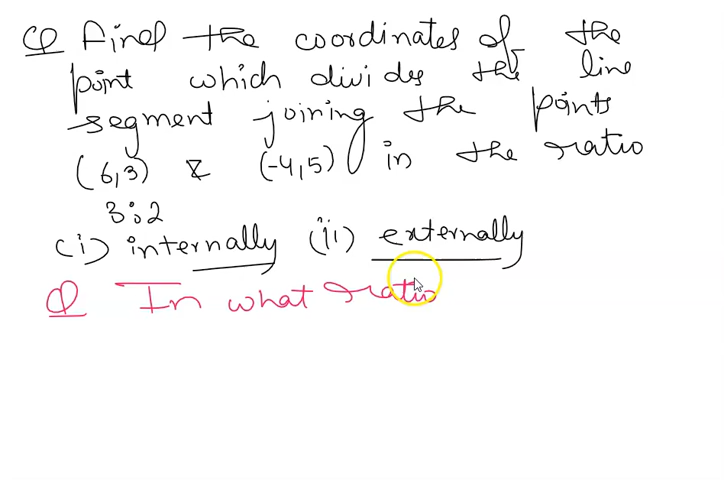 Q Find the coordinates of the
point which divides the line
segment joining the points
(6,3) & (-4,5) in the ratio
3:2
(i) internally (ii) externally
Q In what ratio